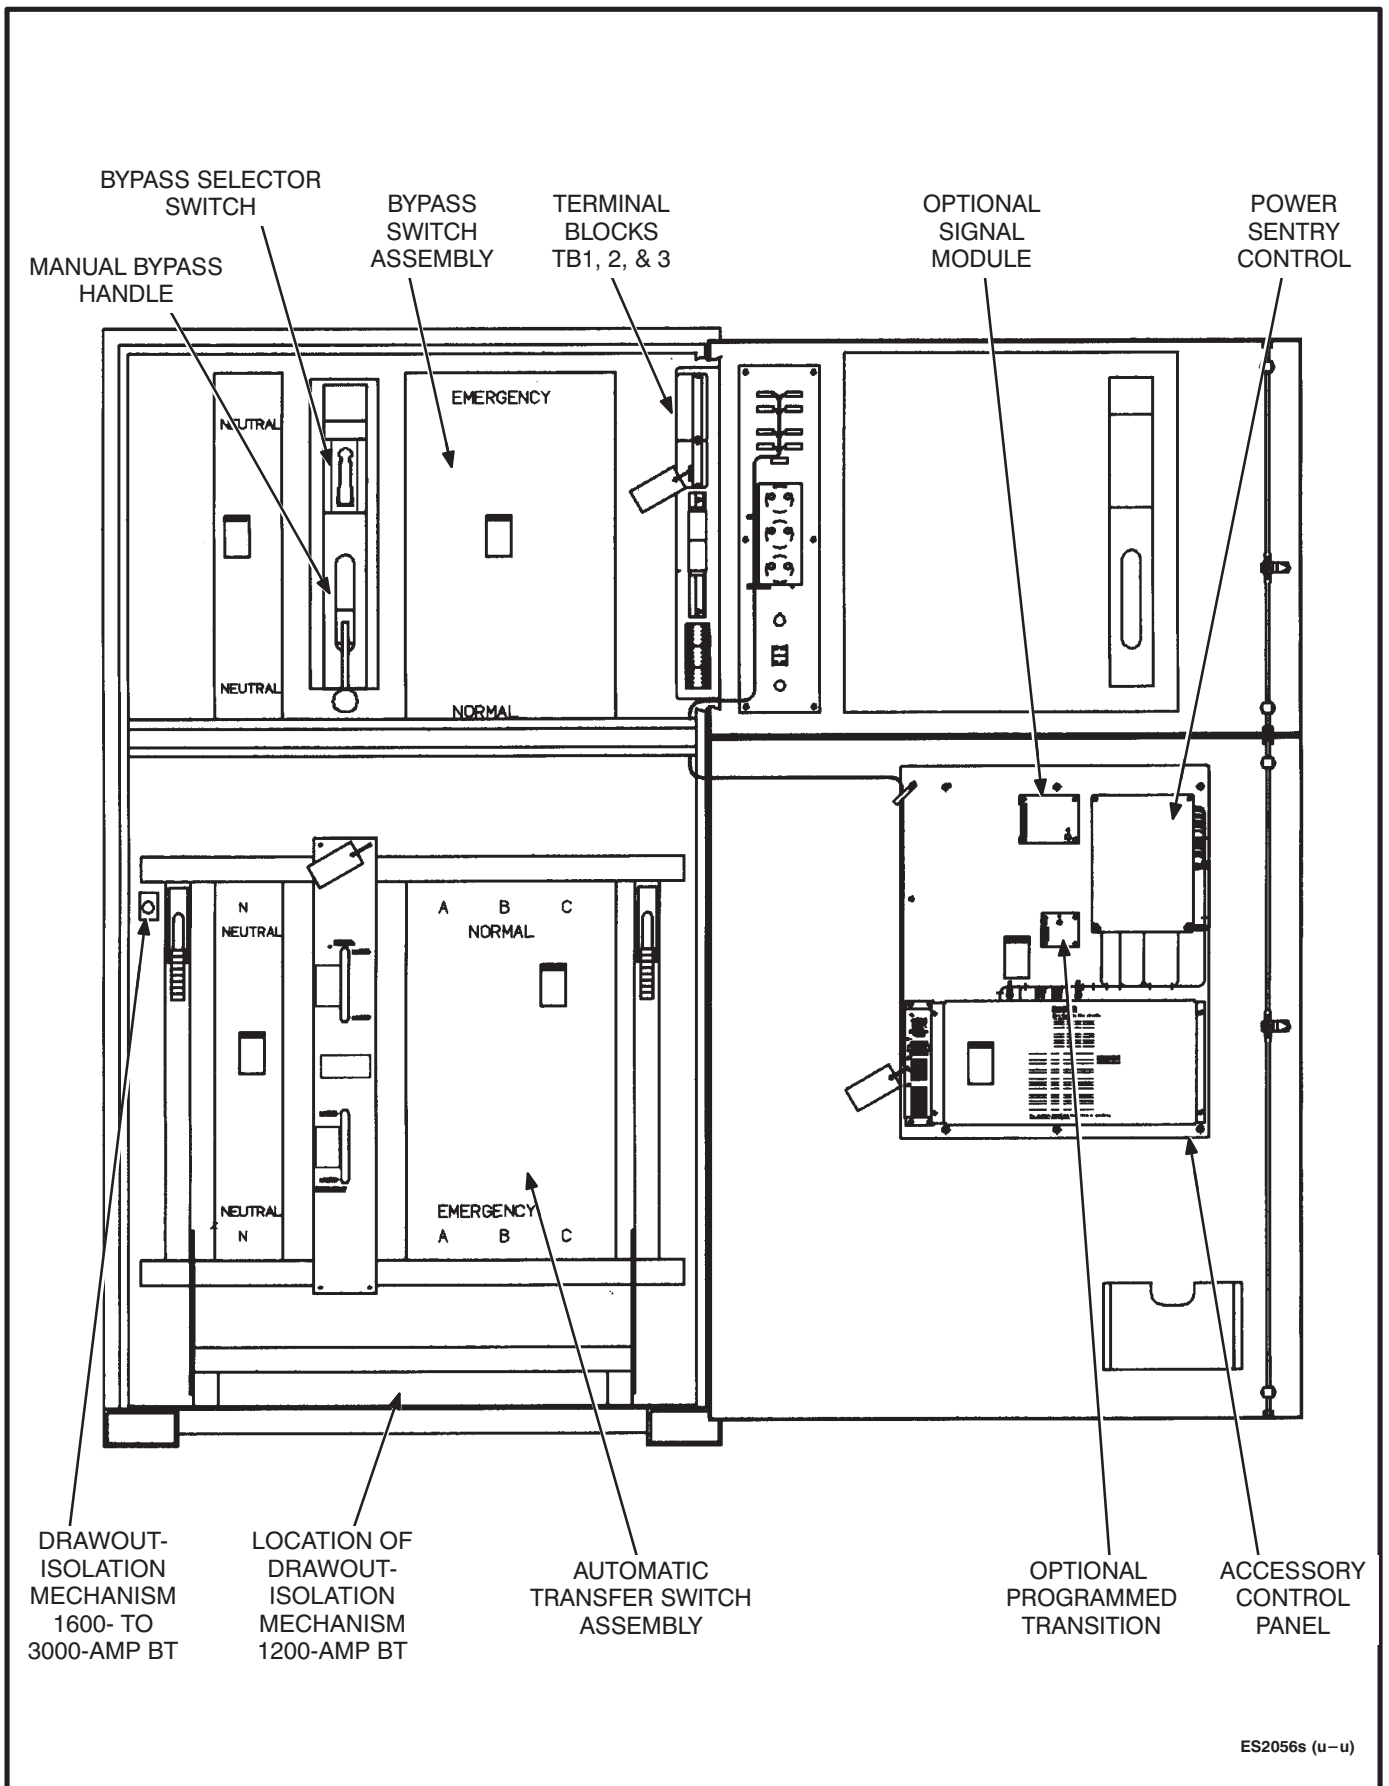 BYPASS SELECTOR
SWITCH
MANUAL BYPASS
HANDLE
BYPASS
SWITCH
ASSEMBLY
TERMINAL
BLOCKS
TB1, 2, & 3
OPTIONAL
SIGNAL
MODULE
POWER
SENTRY
CONTROL
NEUTRAL
EMERGENCY
NEUTRAL
NORMAL
N
NEUTRAL
A B C
NORMAL
NEUTRAL
N
EMERGENCY
A B C
DRAWOUT-
ISOLATION
MECHANISM
1600- TO
3000-AMP BT
LOCATION OF
DRAWOUT-
ISOLATION
MECHANISM
1200-AMP BT
AUTOMATIC
TRANSFER SWITCH
ASSEMBLY
OPTIONAL
PROGRAMMED
TRANSITION
ACCESSORY
CONTROL
PANEL
ES2056s (u–u)